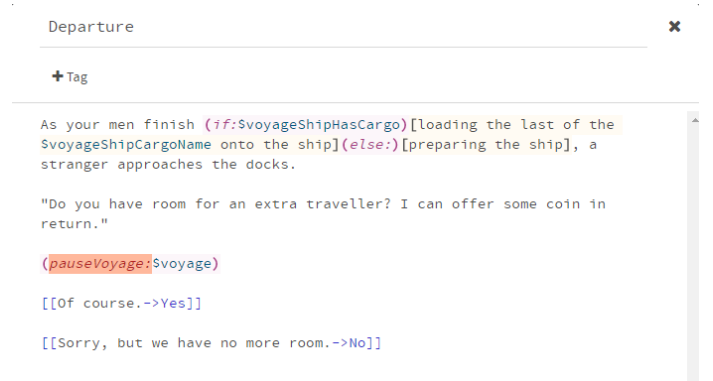 Departure
✖
+ Tag
As your men finish (if:$voyageShipHasCargo)[loading the last of the
$voyageShipCargoName onto the ship](else:)[preparing the ship], a
stranger approaches the docks.
"Do you have room for an extra traveller? I can offer some coin in
return."
(pauseVoyage:$voyage)
[[Of course.->Yes]]
[[Sorry, but we have no more room.->No]]